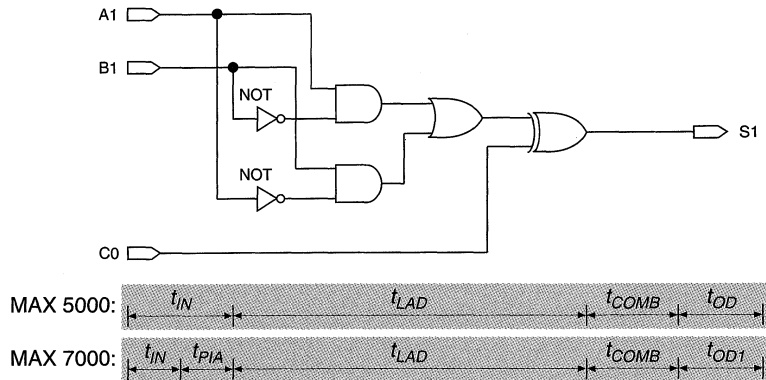 A1
B1
NOT
NOT
S1
C0
MAX 5000: tIN tLAD tCOMB tOD
MAX 7000: tIN tPIA tLAD tCOMB tOD1